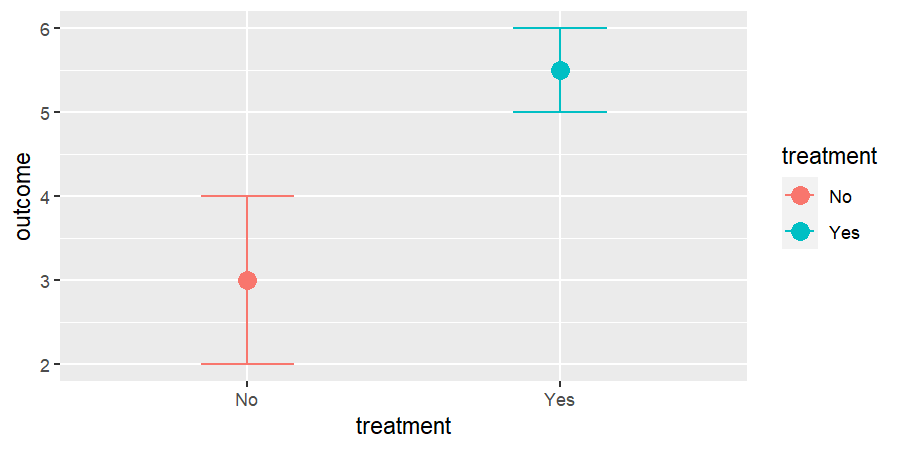 6
5
4
3
2
outcome
No
Yes
treatment
treatment
No
Yes